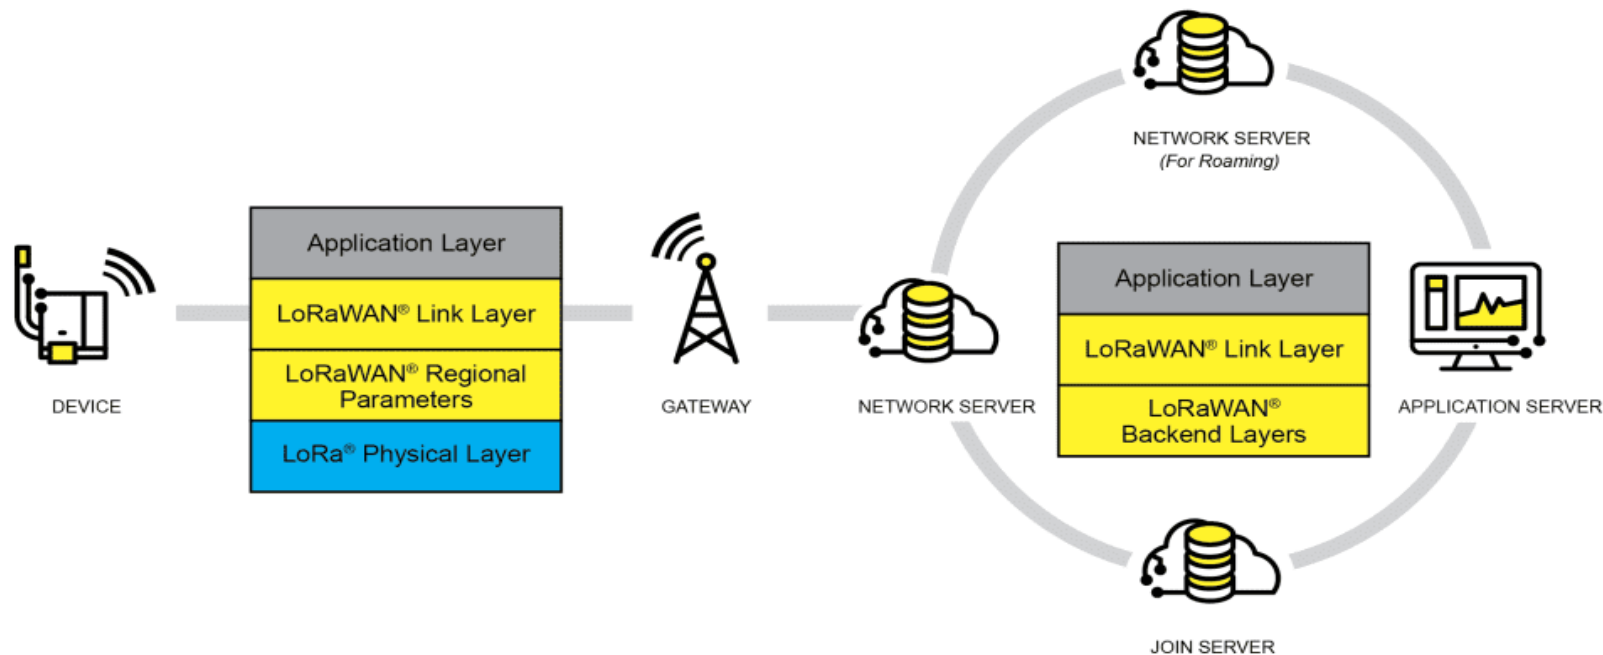 NETWORK SERVER
(For Roaming)
Application Layer
LoRaWAN® Link Layer
LoRaWAN® Regional
Parameters
LoRa® Physical Layer
Application Layer
LoRaWAN® Link Layer
LoRaWAN®
Backend Layers
DEVICE
GATEWAY
NETWORK SERVER
APPLICATION SERVER
JOIN SERVER